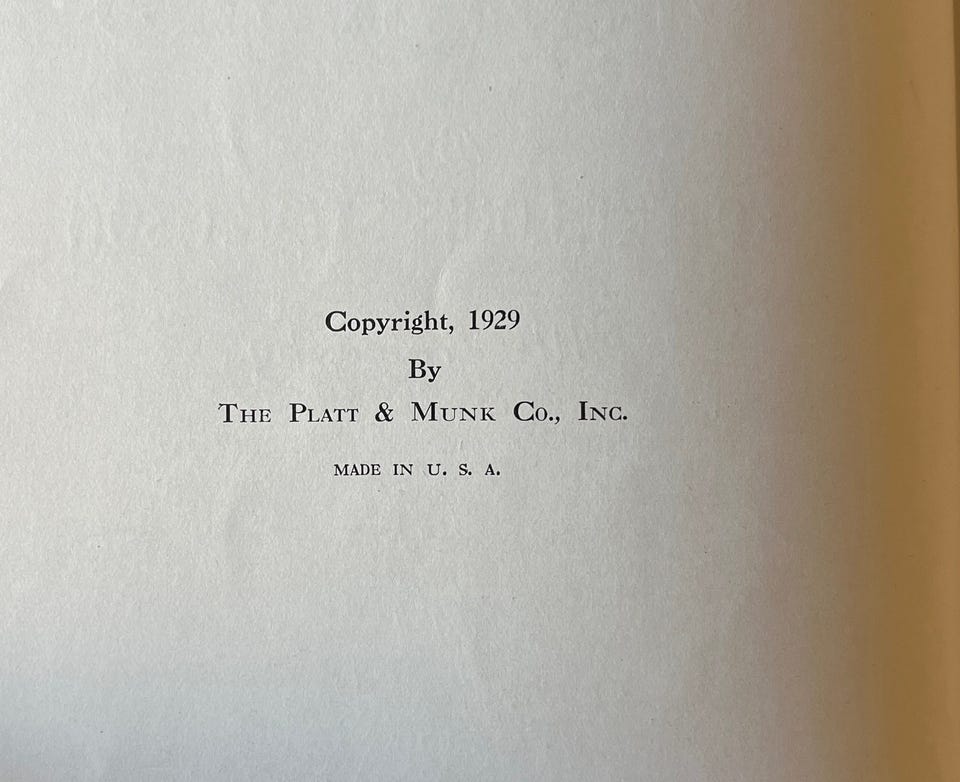 Copyright, 1929
By
The Platt & Munk Co., Inc.
MADE IN U. S. A.